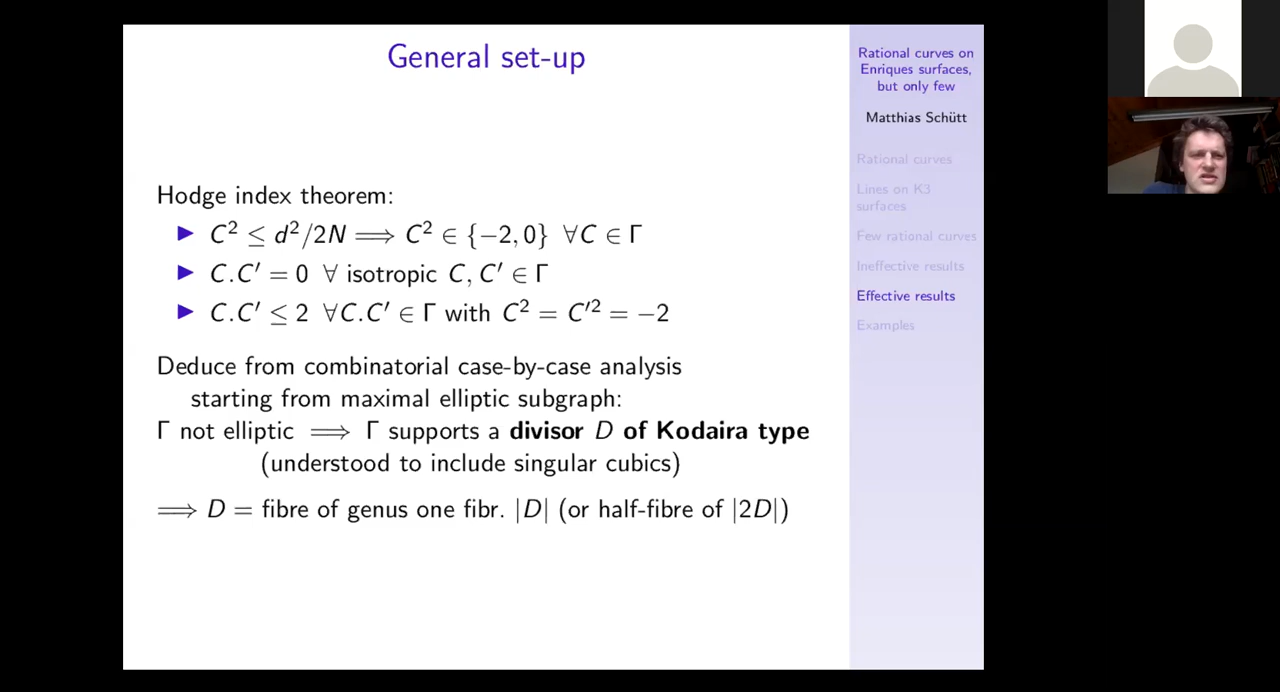 General set-up
Hodge index theorem:
▶ C² ≤ d²/2N ⟹ C² ∈ {−2, 0} ∀C ∈ Γ
▶ C.C′ = 0 ∀ isotropic C, C′ ∈ Γ
▶ C.C′ ≤ 2 ∀C.C′ ∈ Γ with C² = C′² = −2
Deduce from combinatorial case-by-case analysis
starting from maximal elliptic subgraph:
Γ not elliptic ⟹ Γ supports a divisor D of Kodaira type
(understood to include singular cubics)
⟹ D = fibre of genus one fibr. |D| (or half-fibre of |2D|)
Rational curves on
Enriques surfaces,
but only few
Matthias Schütt
Rational curves
Lines on K3
surfaces
Few rational curves
Ineffective results
Effective results
Examples